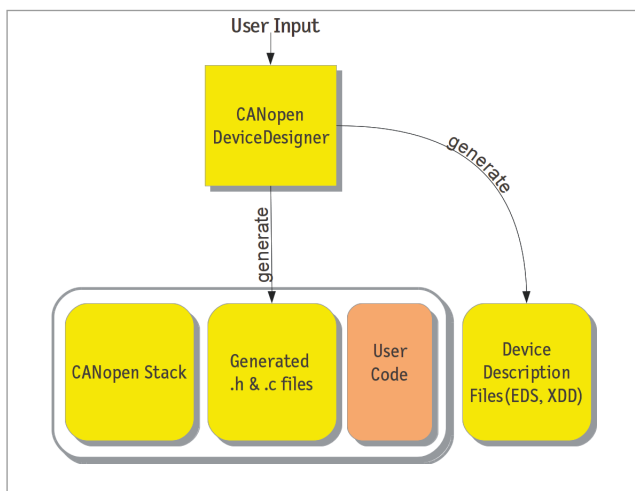 User Input
CANopen
DeviceDesigner
generate
generate
CANopen Stack
Generated
.h & .c files
User
Code
Device
Description
Files(EDS, XDD)